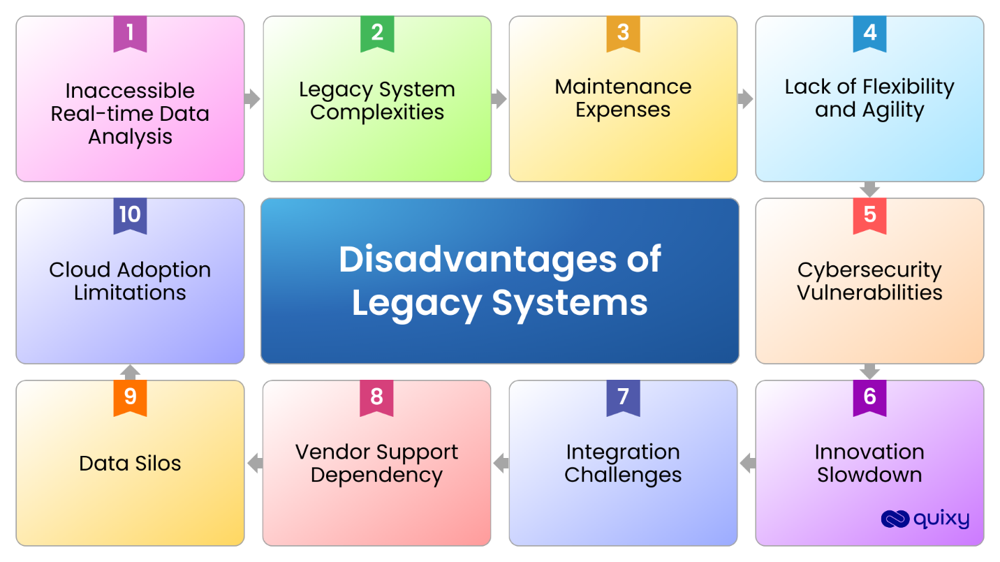 1
Inaccessible
Real-time Data
Analysis
2
Legacy System
Complexities
3
Maintenance
Expenses
4
Lack of Flexibility
and Agility
5
Cybersecurity
Vulnerabilities
6
Innovation
Slowdown
quixy
7
Integration
Challenges
8
Vendor Support
Dependency
9
Data Silos
10
Cloud Adoption
Limitations
Disadvantages of
Legacy Systems